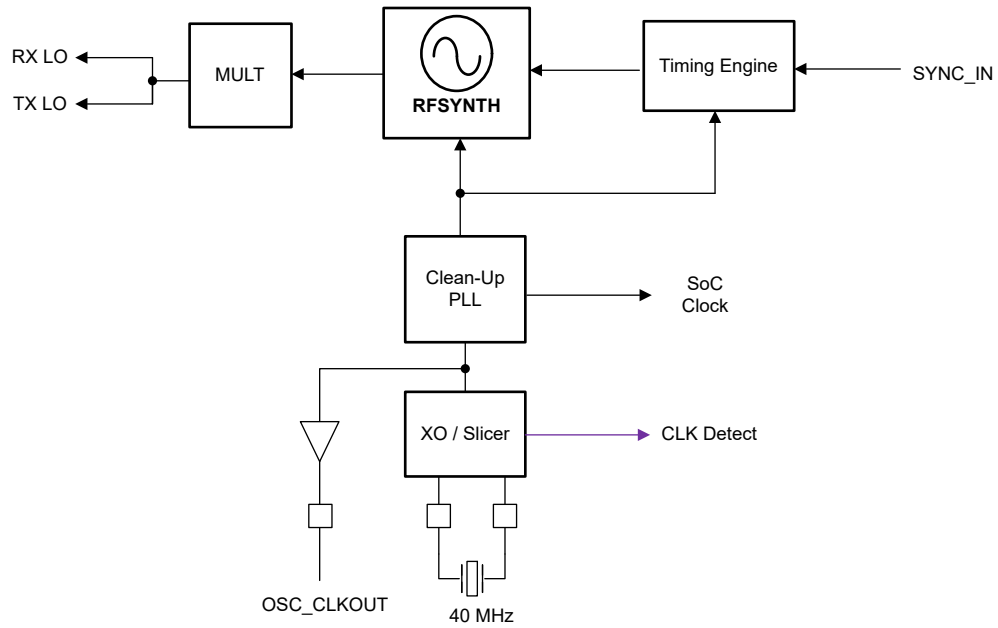 RX LO
TX LO
MULT
RFSYNTH
Timing Engine
SYNC_IN
Clean-Up
PLL
SoC
Clock
XO / Slicer
CLK Detect
OSC_CLKOUT
40 MHz